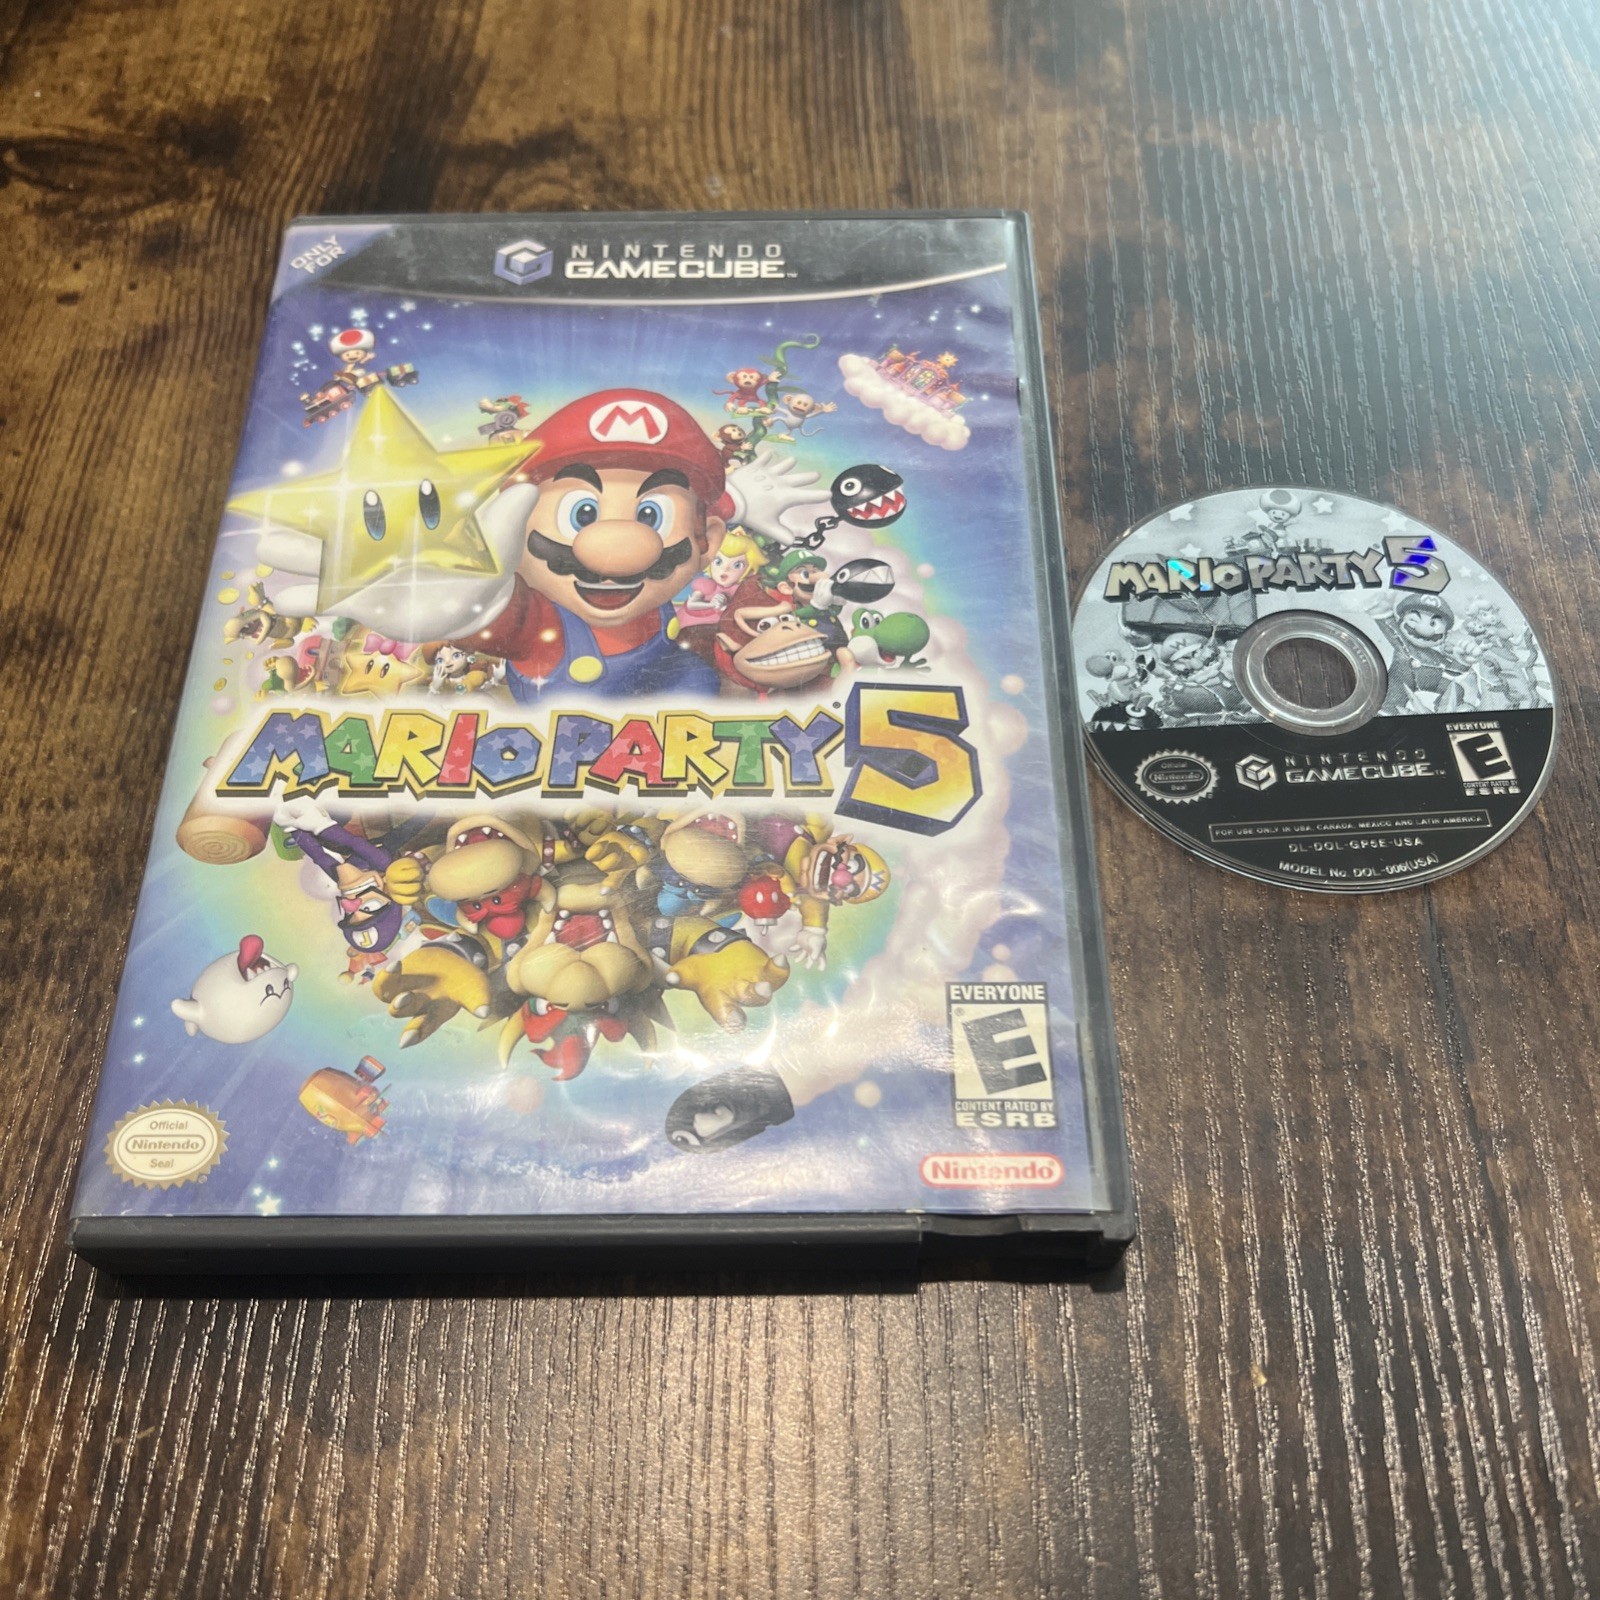 ONLY
FOR
NINTENDO
GAMECUBE™
M
MARIO PARTY® 5
EVERYONE
E
CONTENT RATED BY
ESRB
Official
Nintendo
Seal
Nintendo®
MARIO PARTY 5
EVERYONE
E
CONTENT RATED BY
ESRB
Official
Nintendo
Seal
NINTENDO
GAMECUBE™
FOR USE ONLY IN USA, CANADA, MEXICO AND LATIN AMERICA
DL-DOL-GP5E-USA
MODEL No. DOL-006(USA)